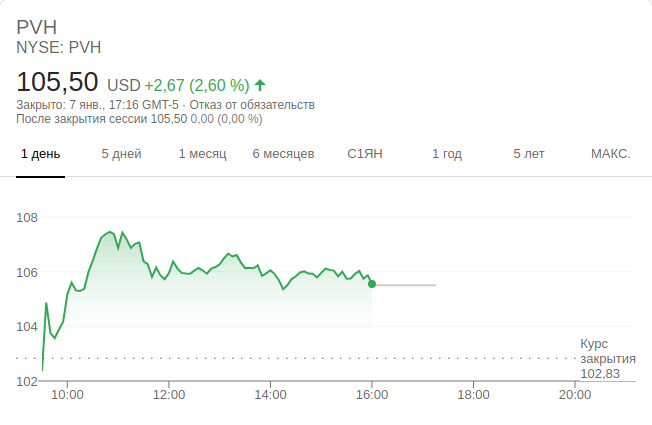 PVH
NYSE: PVH
105,50 USD +2,67 (2,60 %)
Закрыто: 7 янв., 17:16 GMT-5 · Отказ от обязательств
После закрытия сессии 105,50 0,00 (0,00 %)
1 день 5 дней 1 месяц 6 месяцев С1ЯН 1 год 5 лет МАКС.
108
106
104
Курс
закрытия
102,83
102
10:00 12:00 14:00 16:00 18:00 20:00